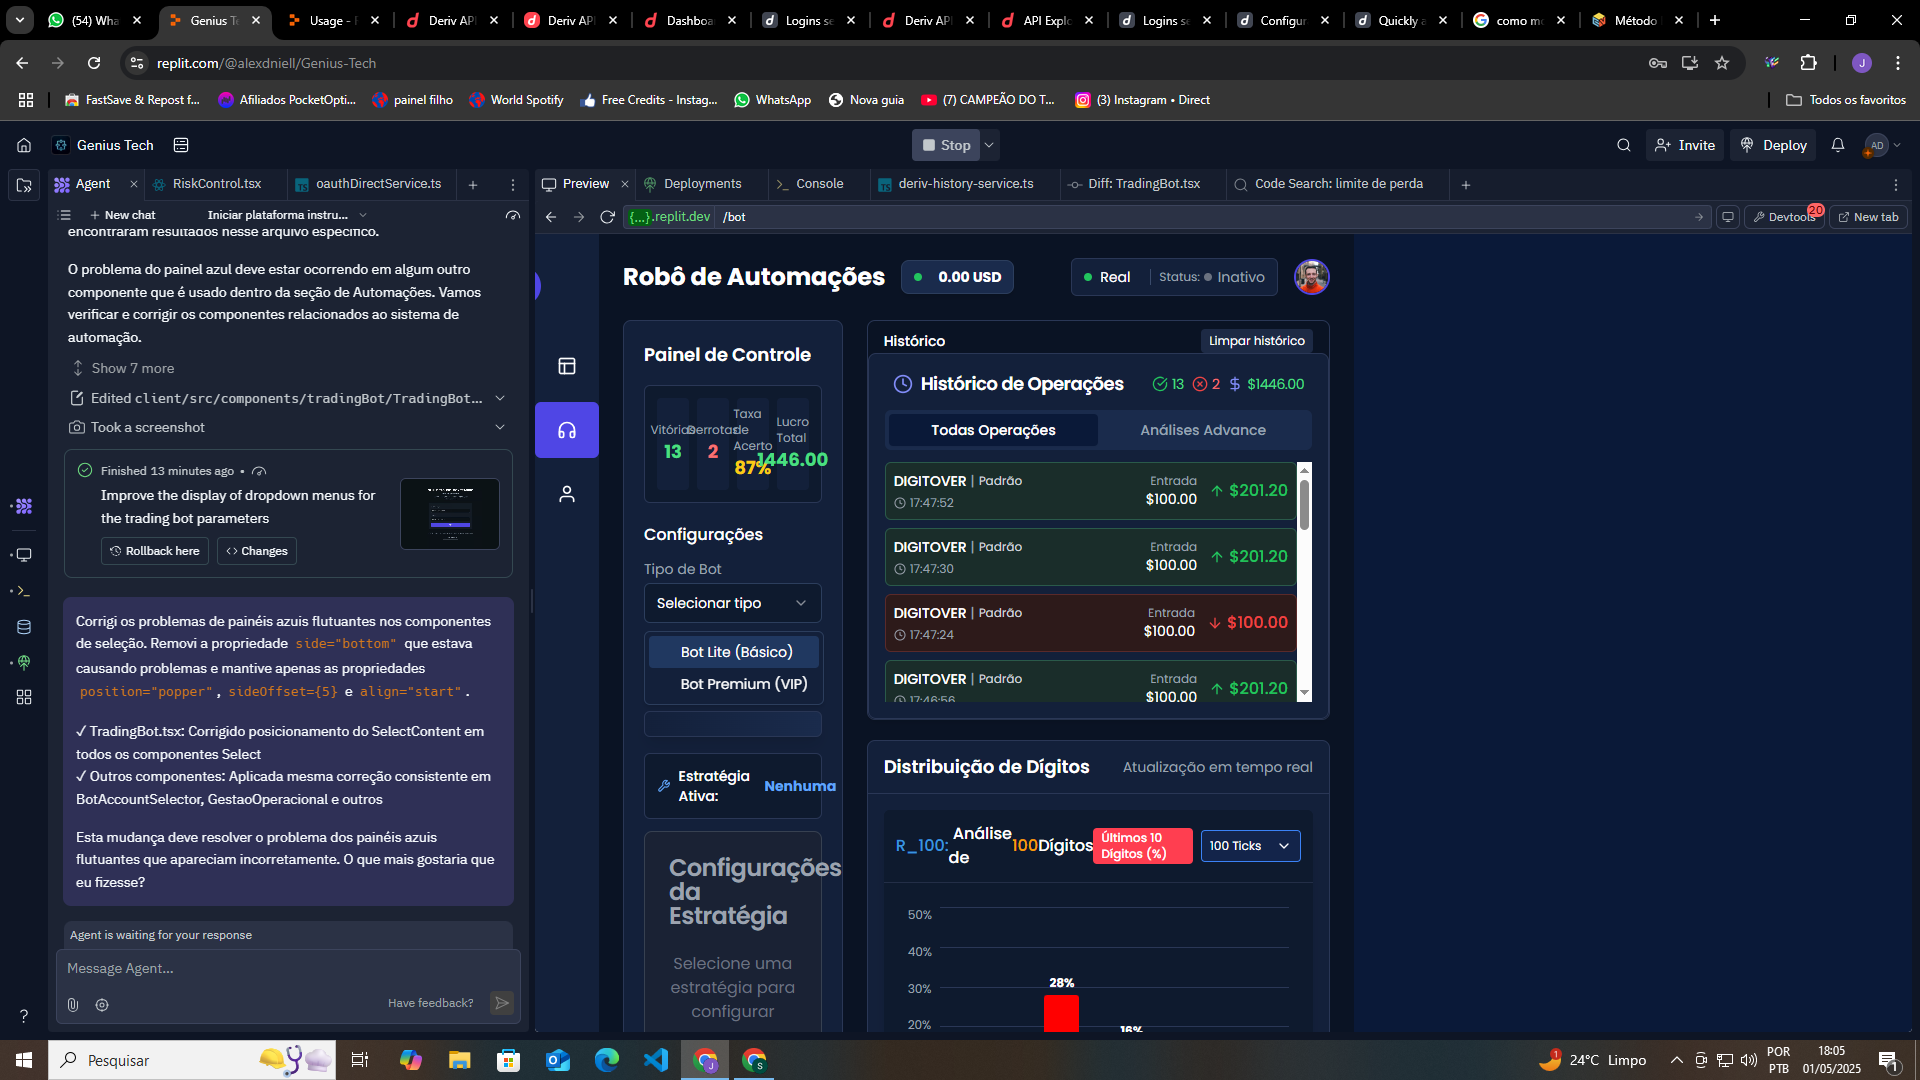 (54) Wha
Genius Te
Usage - F
Deriv API
Deriv API
Dashboa
Logins se
Deriv API
API Explo
Logins se
Configur
Quickly a
como mo
Método
replit.com/@alexdniell/Genius-Tech
FastSave & Repost f...
Afiliados PocketOpti...
painel filho
World Spotify
Free Credits - Instag...
WhatsApp
Nova guia
(7) CAMPEÃO DO T...
(3) Instagram • Direct
Todos os favoritos
Genius Tech
Stop
Invite
Deploy
AD
Agent
RiskControl.tsx
oauthDirectService.ts
Preview
Deployments
Console
deriv-history-service.ts
Diff: TradingBot.tsx
Code Search: limite de perda
New chat
Iniciar plataforma instru...
{...}.replit.dev
/bot
Devtools
20
New tab
encontraram resultados nesse arquivo específico.
O problema do painel azul deve estar ocorrendo em algum outro
componente que é usado dentro da seção de Automações. Vamos
verificar e corrigir os componentes relacionados ao sistema de
automação.
Show 7 more
Edited client/src/components/tradingBot/TradingBot...
Took a screenshot
Finished 13 minutes ago •
Improve the display of dropdown menus for
the trading bot parameters
Rollback here
Changes
Corrigi os problemas de painéis azuis flutuantes nos componentes
de seleção. Removi a propriedade side="bottom" que estava
causando problemas e mantive apenas as propriedades
position="popper", sideOffset={5} e align="start".
✓ TradingBot.tsx: Corrigido posicionamento do SelectContent em
todos os componentes Select
✓ Outros componentes: Aplicada mesma correção consistente em
BotAccountSelector, GestaoOperacional e outros
Esta mudança deve resolver o problema dos painéis azuis
flutuantes que apareciam incorretamente. O que mais gostaria que
eu fizesse?
Agent is waiting for your response
Message Agent...
Have feedback?
Robô de Automações
0.00 USD
Real
Status:
Inativo
Painel de Controle
Vitórias
13
Derrotas
2
Taxa
de
Acerto
87%
Lucro
Total
1446.00
Configurações
Tipo de Bot
Selecionar tipo
Bot Lite (Básico)
Bot Premium (VIP)
Estratégia
Ativa:
Nenhuma
Configurações
da
Estratégia
Selecione uma
estratégia para
configurar
Histórico
Limpar histórico
Histórico de Operações
13
2
$1446.00
Todas Operações
Análises Advance
DIGITOVER | Padrão
17:47:52
Entrada
$100.00
$201.20
DIGITOVER | Padrão
17:47:30
Entrada
$100.00
$201.20
DIGITOVER | Padrão
17:47:24
Entrada
$100.00
$100.00
DIGITOVER | Padrão
17:46:56
Entrada
$100.00
$201.20
Distribuição de Dígitos
Atualização em tempo real
R_100:
Análise
de
100
Dígitos
Últimos 10
Dígitos (%)
100 Ticks
50%
40%
30%
20%
28%
16%
Pesquisar
24°C Limpo
POR
PTB
18:05
01/05/2025
1